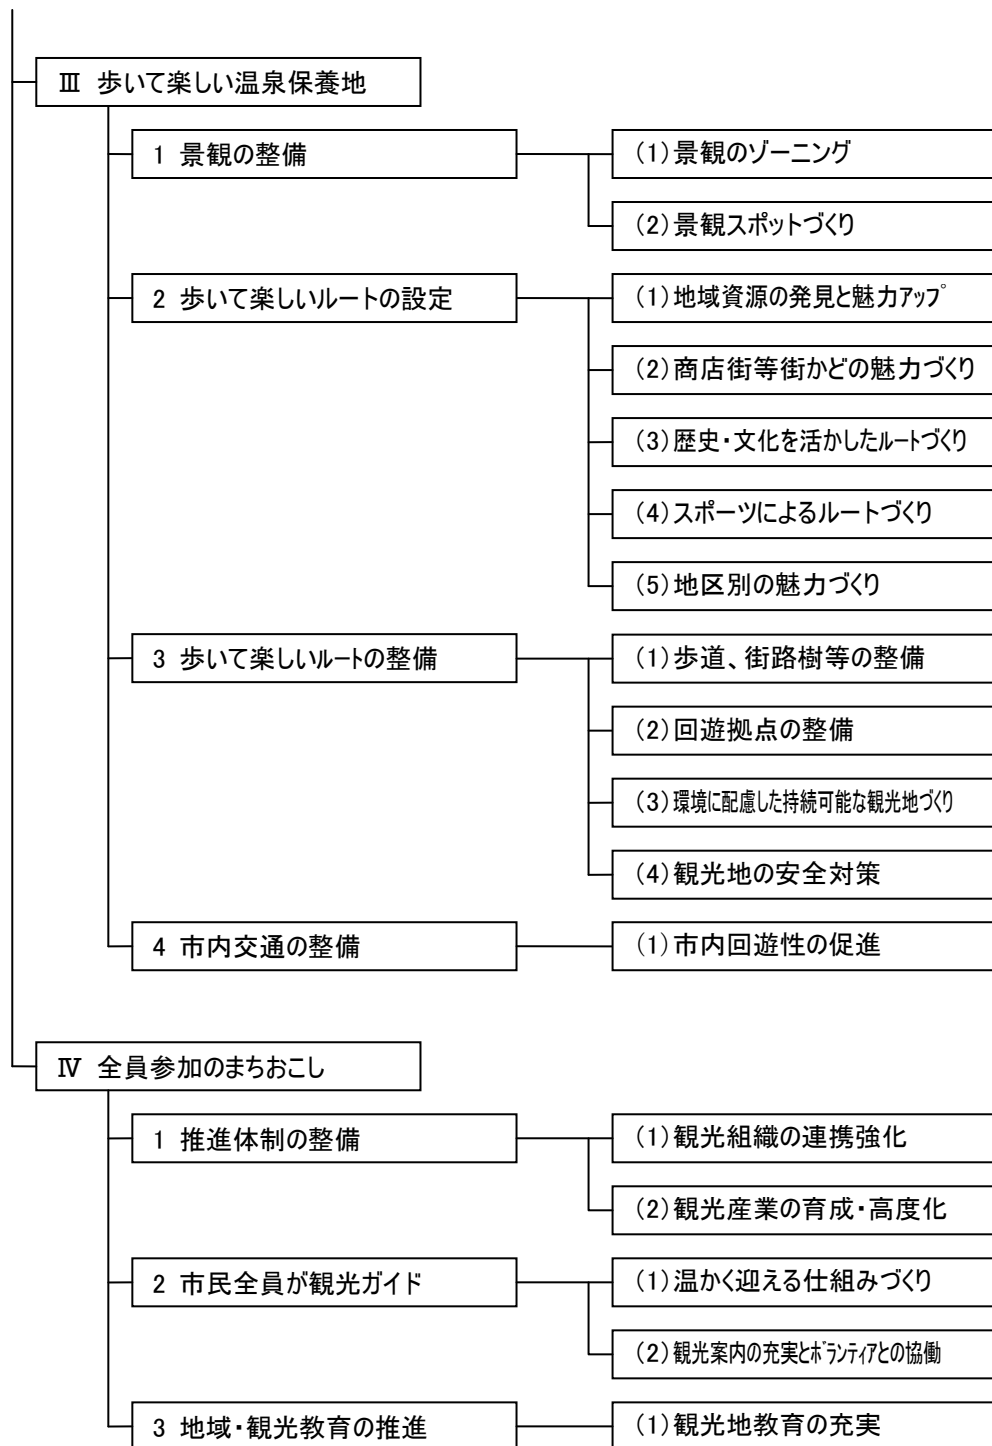 Ⅲ 歩いて楽しい温泉保養地
1 景観の整備
(1)景観のゾーニング
(2)景観スポットづくり
2 歩いて楽しいルートの設定
(1)地域資源の発見と魅力アップ
(2)商店街等街かどの魅力づくり
(3)歴史・文化を活かしたルートづくり
(4)スポーツによるルートづくり
(5)地区別の魅力づくり
3 歩いて楽しいルートの整備
(1)歩道、街路樹等の整備
(2)回遊拠点の整備
(3)環境に配慮した持続可能な観光地づくり
(4)観光地の安全対策
4 市内交通の整備
(1)市内回遊性の促進
Ⅳ 全員参加のまちおこし
1 推進体制の整備
(1)観光組織の連携強化
(2)観光産業の育成・高度化
2 市民全員が観光ガイド
(1)温かく迎える仕組みづくり
(2)観光案内の充実とボランティアとの協働
3 地域・観光教育の推進
(1)観光地教育の充実